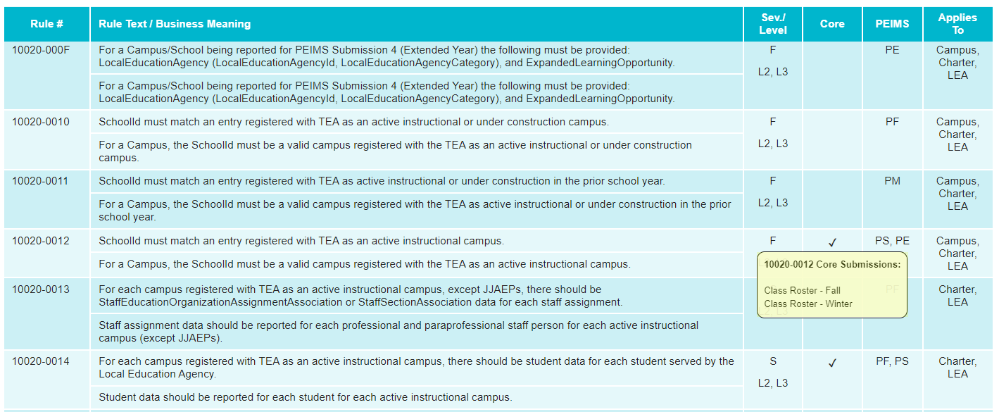 Rule #
Rule Text / Business Meaning
Sev./
Level
Core
PEIMS
Applies
To
10020-000F
For a Campus/School being reported for PEIMS Submission 4 (Extended Year) the following must be provided:
LocalEducationAgency (LocalEducationAgencyId, LocalEducationAgencyCategory), and ExpandedLearningOpportunity.
For a Campus/School being reported for PEIMS Submission 4 (Extended Year) the following must be provided:
LocalEducationAgency (LocalEducationAgencyId, LocalEducationAgencyCategory), and ExpandedLearningOpportunity.
F
L2, L3
PE
Campus,
Charter,
LEA
10020-0010
SchoolId must match an entry registered with TEA as an active instructional or under construction campus.
For a Campus, the SchoolId must be a valid campus registered with the TEA as an active instructional or under construction
campus.
F
L2, L3
PF
Campus,
Charter,
LEA
10020-0011
SchoolId must match an entry registered with TEA as active instructional or under construction in the prior school year.
For a Campus, the SchoolId must be a valid campus registered with the TEA as active instructional or under construction in the prior
school year.
F
L2, L3
PM
Campus,
Charter,
LEA
10020-0012
SchoolId must match an entry registered with TEA as an active instructional campus.
For a Campus, the SchoolId must be a valid campus registered with the TEA as an active instructional campus.
F
✓
PS, PE
Campus,
Charter,
LEA
10020-0012 Core Submissions:
Class Roster - Fall
Class Roster - Winter
10020-0013
For each campus registered with TEA as an active instructional campus, except JJAEPs, there should be
StaffEducationOrganizationAssignmentAssociation or StaffSectionAssociation data for each staff assignment.
Staff assignment data should be reported for each professional and paraprofessional staff person for each active instructional
campus (except JJAEPs).
PF
Charter,
LEA
10020-0014
For each campus registered with TEA as an active instructional campus, there should be student data for each student served by the
Local Education Agency.
Student data should be reported for each student for each active instructional campus.
S
L2, L3
✓
PF, PS
Charter,
LEA